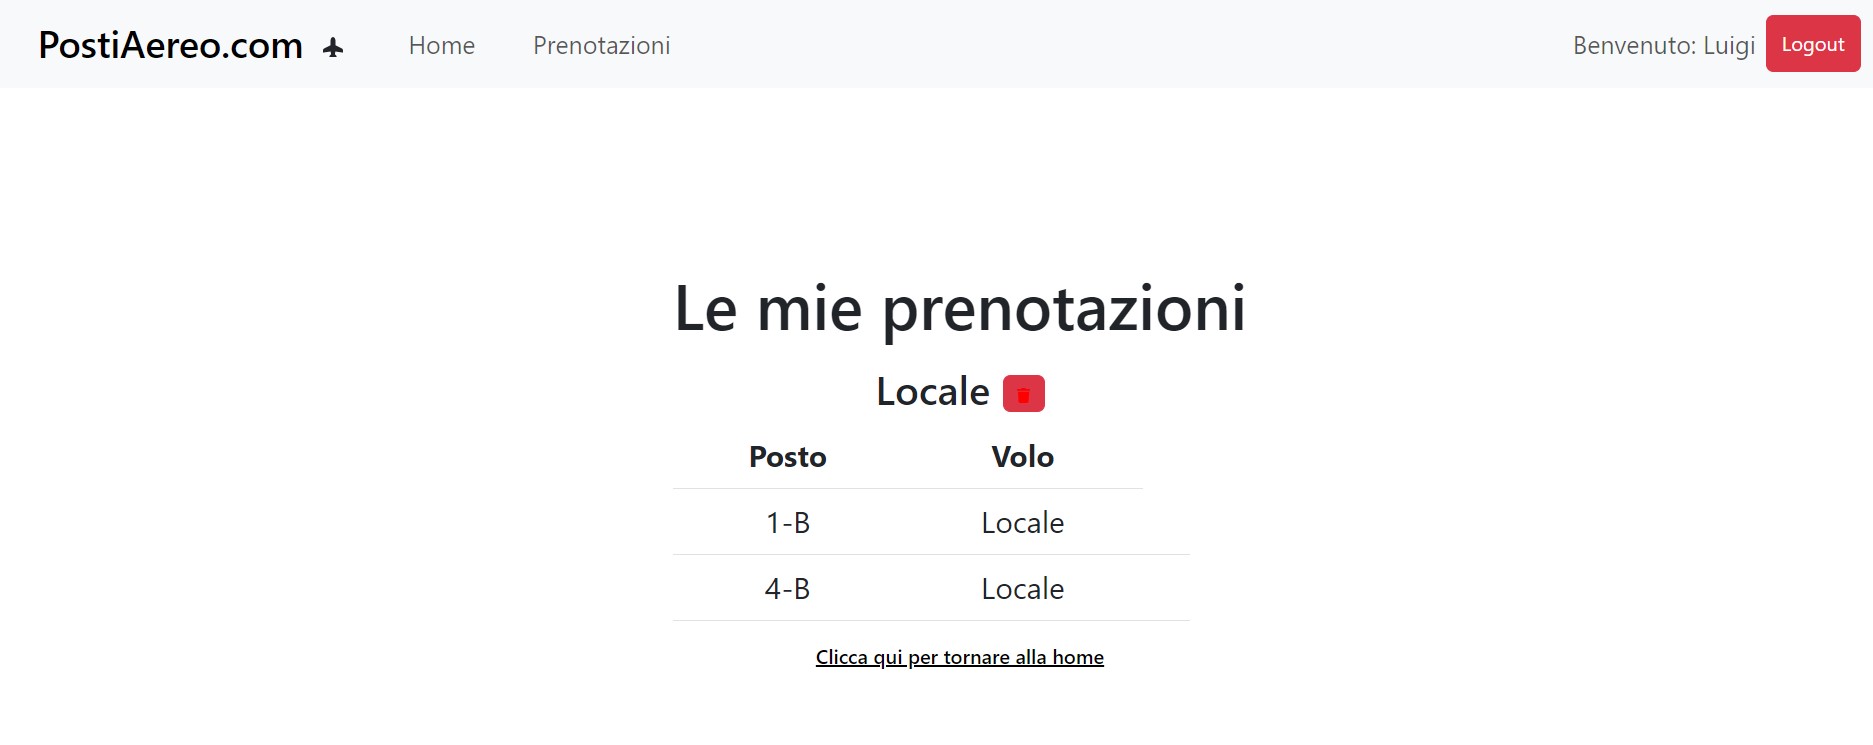 PostiAereo.com Home Prenotazioni Benvenuto: Luigi Logout
Le mie prenotazioni
Locale
Posto Volo
1-B Locale
4-B Locale
Clicca qui per tornare alla home